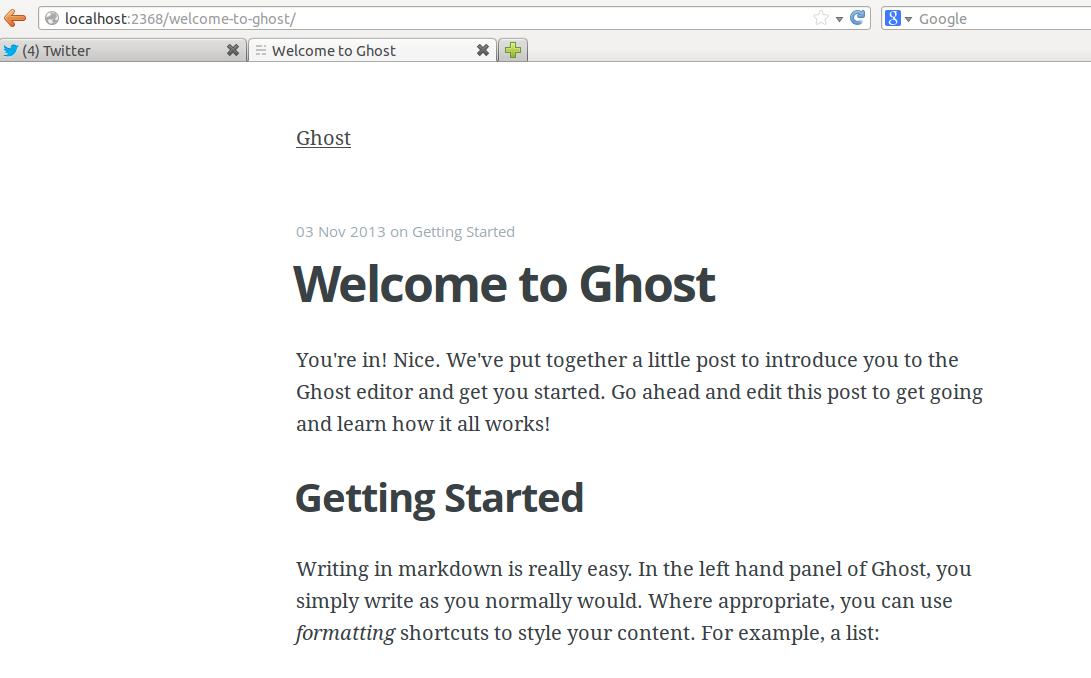 localhost:2368/welcome-to-ghost/
Google
(4) Twitter
Welcome to Ghost
Ghost
03 Nov 2013 on Getting Started
Welcome to Ghost
You're in! Nice. We've put together a little post to introduce you to the
Ghost editor and get you started. Go ahead and edit this post to get going
and learn how it all works!
Getting Started
Writing in markdown is really easy. In the left hand panel of Ghost, you
simply write as you normally would. Where appropriate, you can use
formatting shortcuts to style your content. For example, a list: